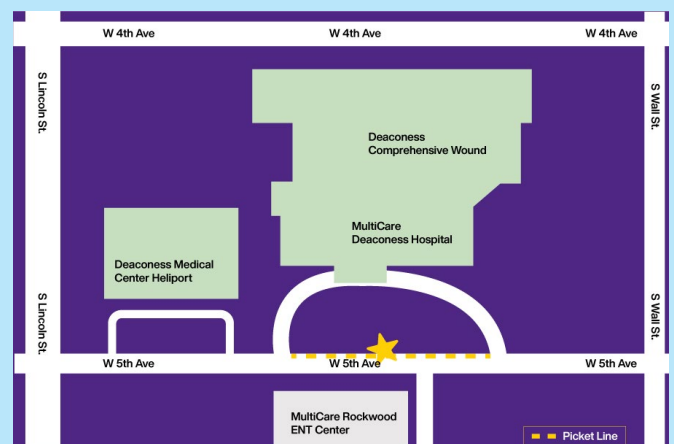 W 4th Ave
W 4th Ave
W 4th Ave
S Lincoln St.
S Wall St.
Deaconess
Comprehensive Wound
MultiCare
Deaconess Hospital
Deaconess Medical
Center Heliport
S Lincoln St.
S Wall St.
W 5th Ave
W 5th Ave
W 5th Ave
MultiCare Rockwood
ENT Center
Picket Line